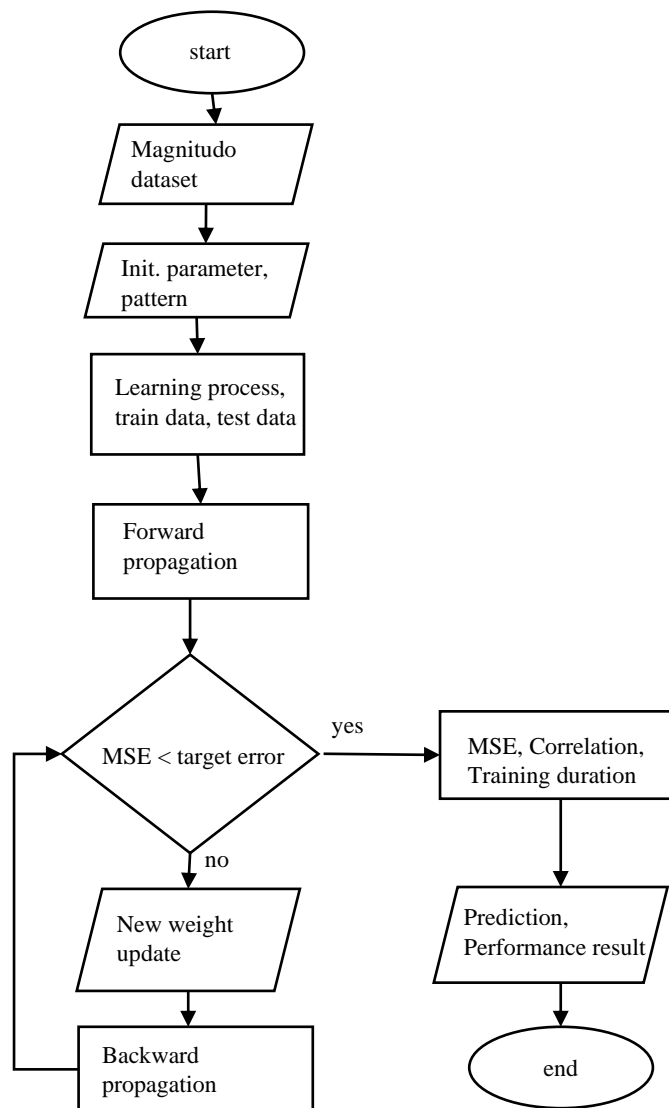 start
Magnitudo
dataset
Init. parameter,
pattern
Learning process,
train data, test data
Forward
propagation
MSE < target error
yes
MSE, Correlation,
Training duration
no
New weight
update
Prediction,
Performance result
Backward
propagation
end